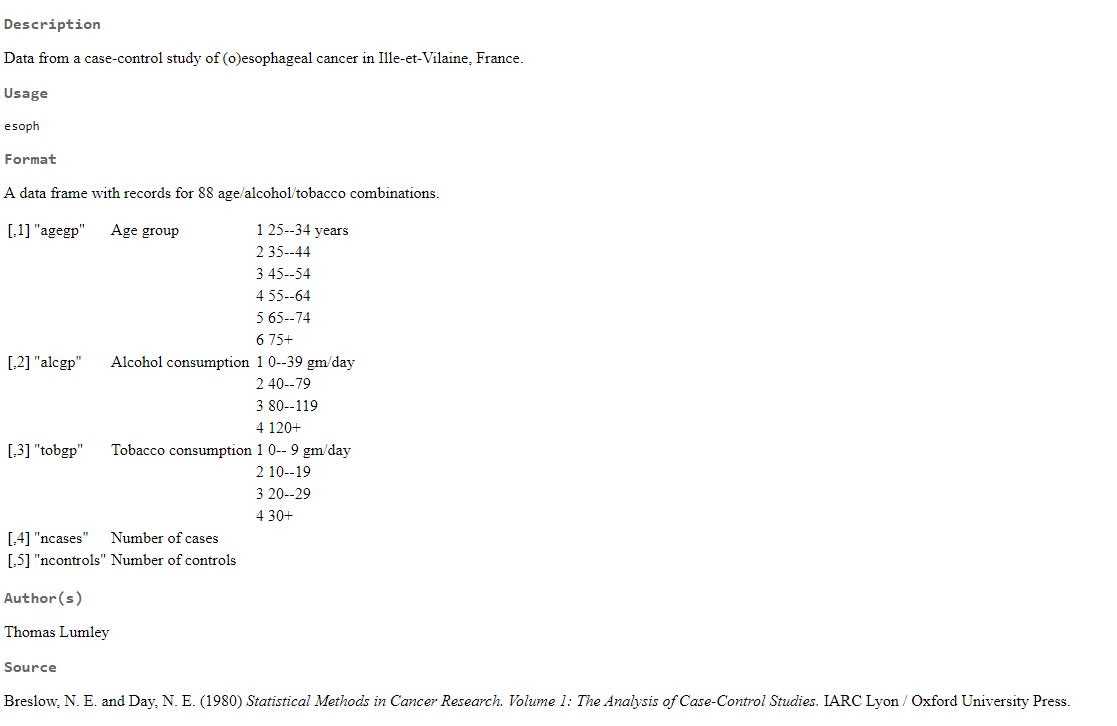 Description
Data from a case-control study of (o)esophageal cancer in Ille-et-Vilaine, France.
Usage
esoph
Format
A data frame with records for 88 age/alcohol/tobacco combinations.
[,1] "agegp" Age group 1 25--34 years
2 35--44
3 45--54
4 55--64
5 65--74
6 75+
[,2] "alcgp" Alcohol consumption 1 0--39 gm/day
2 40--79
3 80--119
4 120+
[,3] "tobgp" Tobacco consumption 1 0-- 9 gm/day
2 10--19
3 20--29
4 30+
[,4] "ncases" Number of cases
[,5] "ncontrols" Number of controls
Author(s)
Thomas Lumley
Source
Breslow, N. E. and Day, N. E. (1980) Statistical Methods in Cancer Research. Volume 1: The Analysis of Case-Control Studies. IARC Lyon / Oxford University Press.